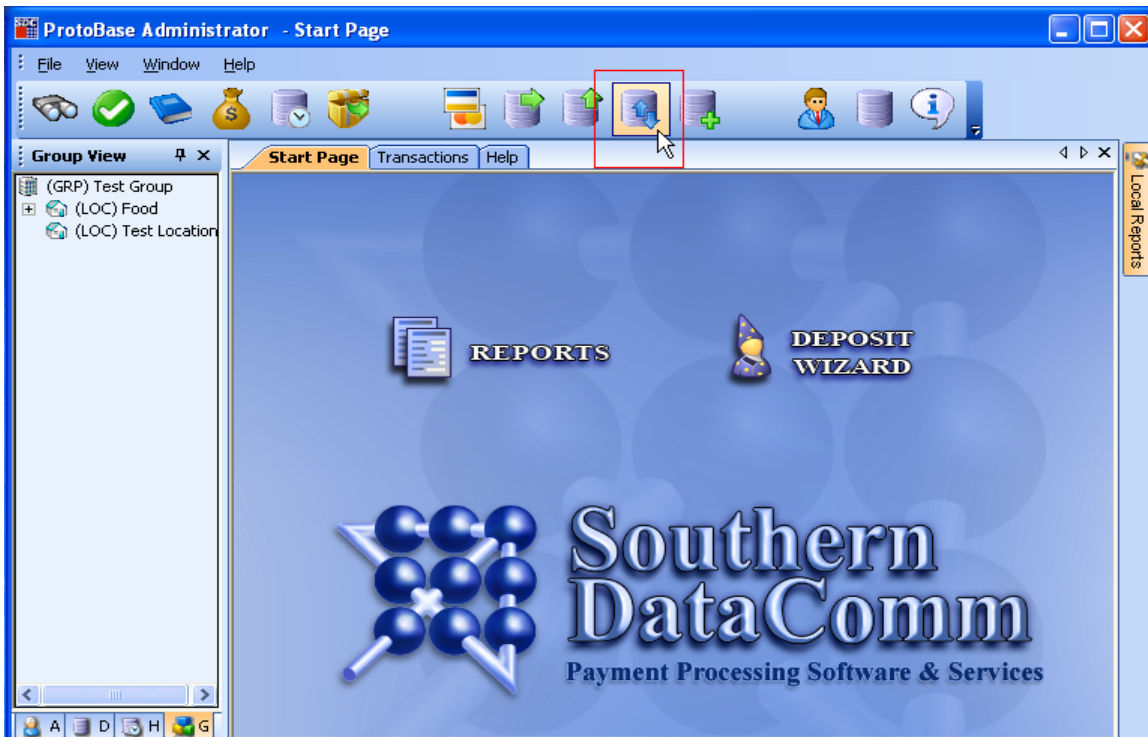 SDC
ProtoBase Administrator - Start Page
File View Window Help
Group View
Start Page Transactions Help
(GRP) Test Group
(LOC) Food
(LOC) Test Location
Local Reports
REPORTS
DEPOSIT
WIZARD
Southern
DataComm
Payment Processing Software & Services
A D H G